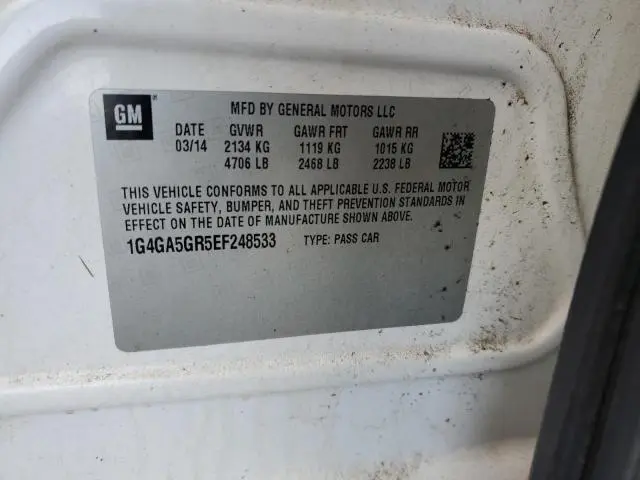 GM
MFD BY GENERAL MOTORS LLC
DATE GVWR GAWR FRT GAWR RR
03/14 2134 KG 1119 KG 1015 KG
4706 LB 2468 LB 2238 LB
THIS VEHICLE CONFORMS TO ALL APPLICABLE U.S. FEDERAL MOTOR
VEHICLE SAFETY, BUMPER, AND THEFT PREVENTION STANDARDS IN
EFFECT ON THE DATE OF MANUFACTURE SHOWN ABOVE.
1G4GA5GR5EF248533 TYPE: PASS CAR